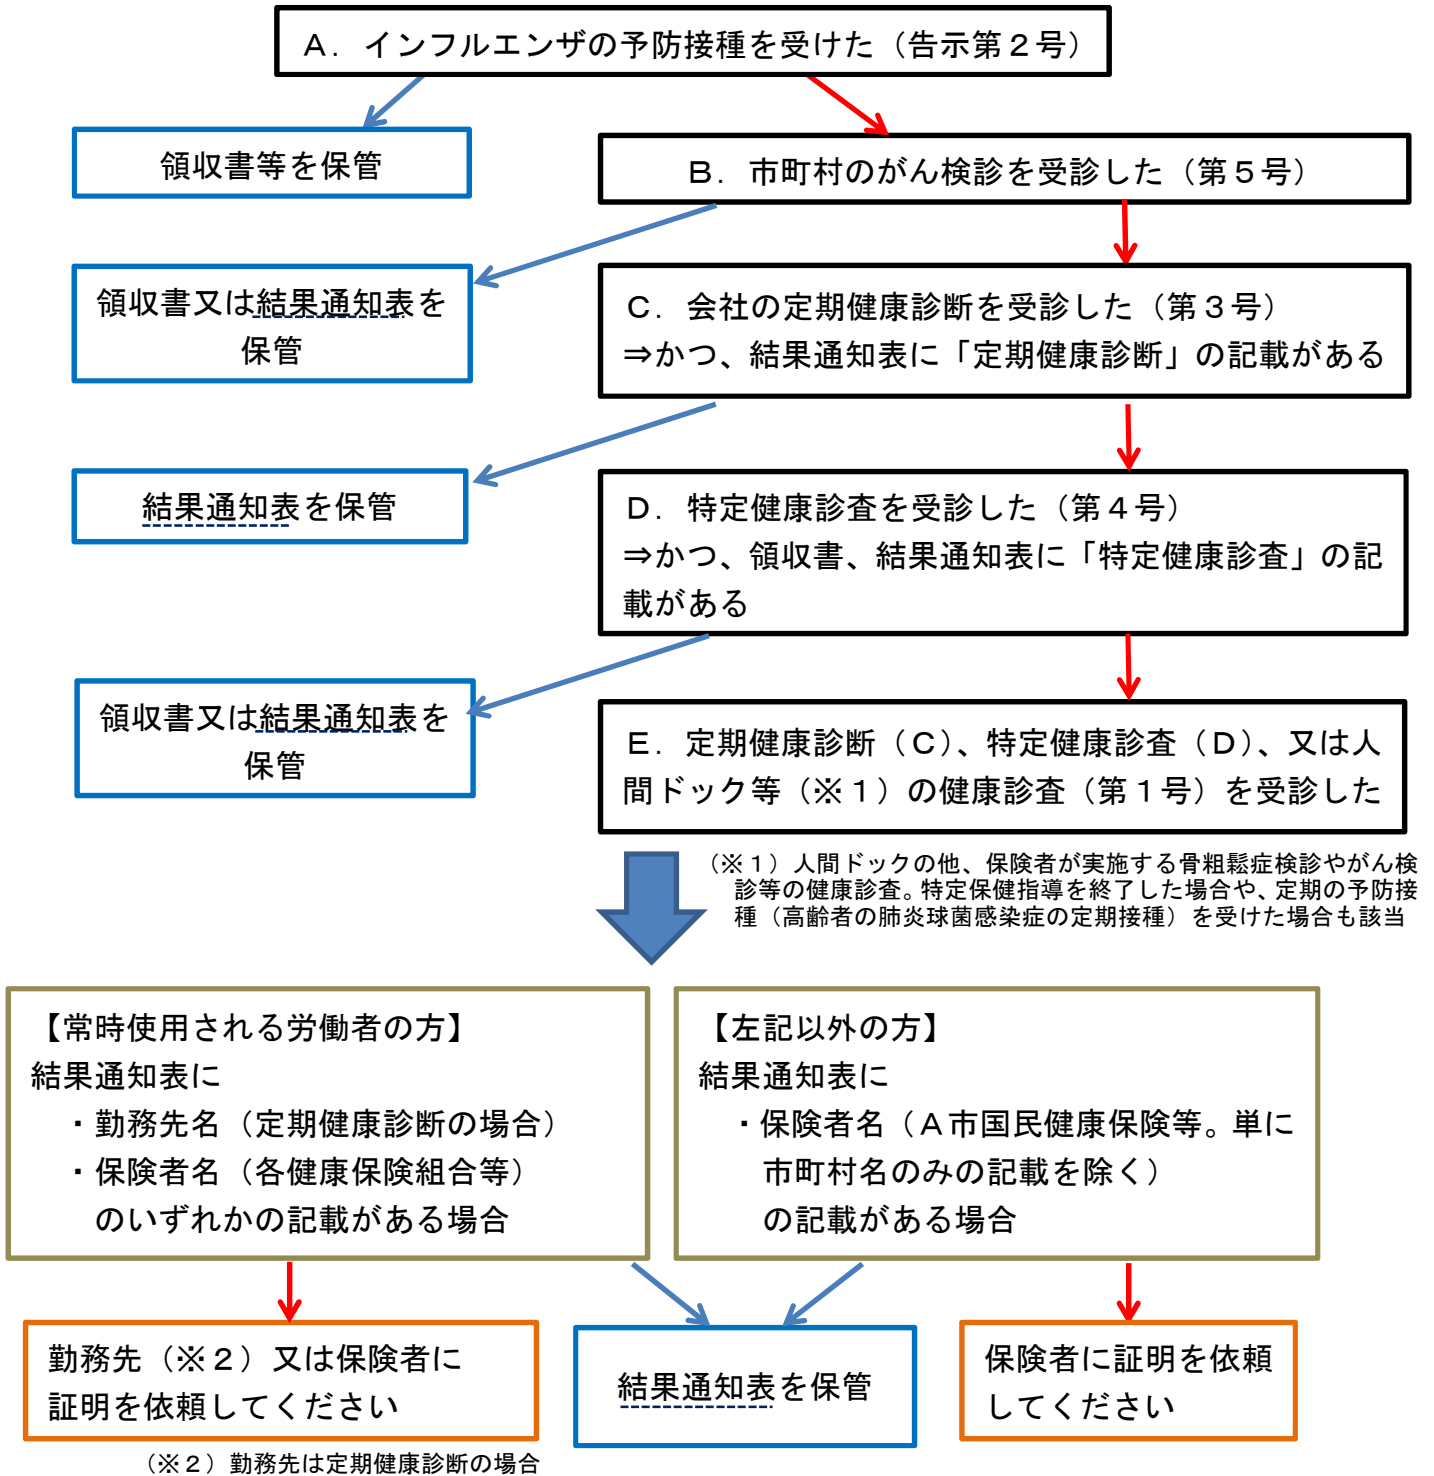 A．インフルエンザの予防接種を受けた（告示第２号）
領収書等を保管
B．市町村のがん検診を受診した（第５号）
領収書又は結果通知表を
保管
C．会社の定期健康診断を受診した（第３号）
⇒かつ、結果通知表に「定期健康診断」の記載がある
結果通知表を保管
D．特定健康診査を受診した（第４号）
⇒かつ、領収書、結果通知表に「特定健康診査」の記
載がある
領収書又は結果通知表を
保管
E．定期健康診断（C）、特定健康診査（D）、又は人
間ドック等（※１）の健康診査（第１号）を受診した
（※１）人間ドックの他、保険者が実施する骨粗鬆症検診やがん検
診等の健康診査。特定保健指導を終了した場合や、定期の予防接
種（高齢者の肺炎球菌感染症の定期接種）を受けた場合も該当
【常時使用される労働者の方】
結果通知表に
・勤務先名（定期健康診断の場合）
・保険者名（各健康保険組合等）
のいずれかの記載がある場合
【左記以外の方】
結果通知表に
・保険者名（A市国民健康保険等。単に
市町村名のみの記載を除く）
の記載がある場合
勤務先（※２）又は保険者に
証明を依頼してください
結果通知表を保管
保険者に証明を依頼
してください
（※２）勤務先は定期健康診断の場合